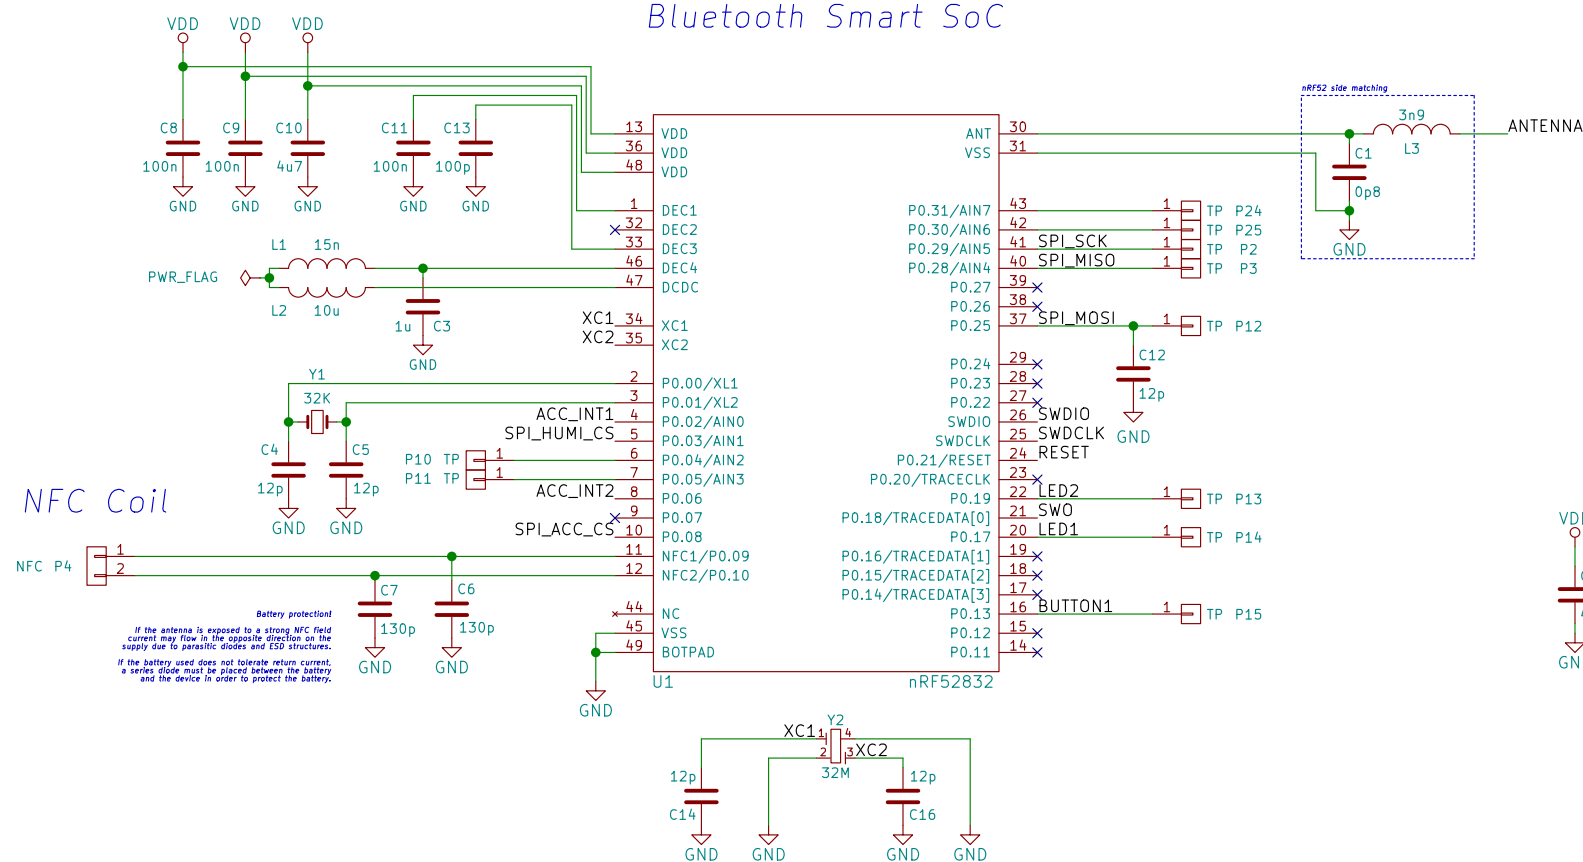 Bluetooth Smart SoC
VDD VDD VDD
nRF52 side matching
C8 C9 C10 C11 C13
100n 100n 4u7 100n 100p
GND GND GND GND GND
3n9
L3
ANTENNA
C1
0p8
GND
L1 15n
PWR_FLAG
L2 10u
1u C3
GND
XC1
XC2
Y1
32K
C4 C5
12p 12p
GND GND
ACC_INT1
SPI_HUMI_CS
P10 TP 1
P11 TP 1
ACC_INT2
SPI_ACC_CS
NFC Coil
NFC P4
1
2
C7 C6
130p 130p
GND GND
Battery protection!
If the antenna is exposed to a strong NFC field
current may flow in the opposite direction on the
supply due to parasitic diodes and ESD structures.
If the battery used does not tolerate return current,
a series diode must be placed between the battery
and the device in order to protect the battery.
13 VDD
36 VDD
48 VDD
1 DEC1
32 DEC2
33 DEC3
46 DEC4
47 DCDC
34 XC1
35 XC2
2 P0.00/XL1
3 P0.01/XL2
4 P0.02/AIN0
5 P0.03/AIN1
6 P0.04/AIN2
7 P0.05/AIN3
8 P0.06
9 P0.07
10 P0.08
11 NFC1/P0.09
12 NFC2/P0.10
44 NC
45 VSS
49 BOTPAD
U1 nRF52832
GND
ANT 30
VSS 31
P0.31/AIN7 43 1 TP P24
P0.30/AIN6 42 1 TP P25
P0.29/AIN5 41 SPI_SCK 1 TP P2
P0.28/AIN4 40 SPI_MISO 1 TP P3
P0.27 39
P0.26 38
P0.25 37 SPI_MOSI 1 TP P12
C12
12p
GND
P0.24 29
P0.23 28
P0.22 27
SWDIO 26 SWDIO
SWDCLK 25 SWDCLK
P0.21/RESET 24 RESET
P0.20/TRACECLK 23
P0.19 22 LED2 1 TP P13
P0.18/TRACEDATA[0] 21 SWO
P0.17 20 LED1 1 TP P14
P0.16/TRACEDATA[1] 19
P0.15/TRACEDATA[2] 18
P0.14/TRACEDATA[3] 17
P0.13 16 BUTTON1 1 TP P15
P0.12 15
P0.11 14
Y2
XC1 1 4
2 3 XC2
32M
12p 12p
C14 C16
GND GND GND GND